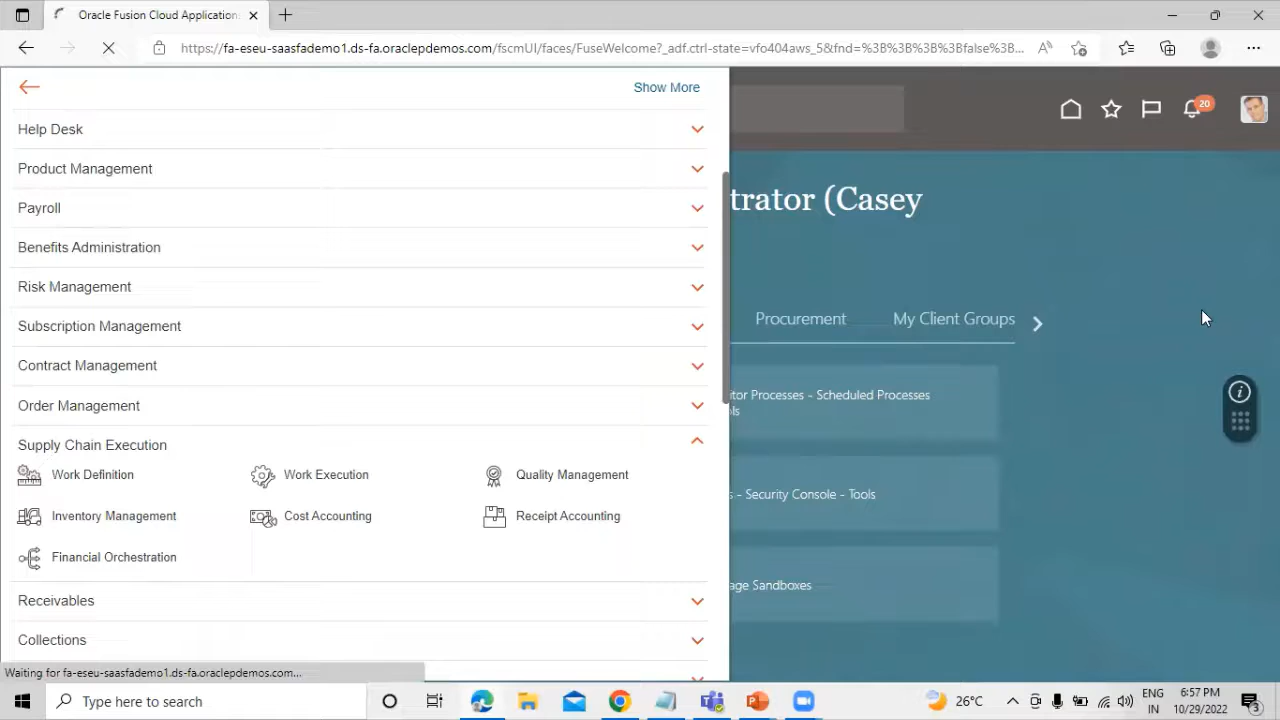 Oracle Fusion Cloud Application
https://fa-eseu-saasfademo1.ds-fa.oraclepdemos.com/fscmUI/faces/FuseWelcome?_adf.ctrl-state=vfo404aws_5&fnd=%3B%3B%3B%3Bfalse%3B...
Show More
20
Help Desk
Product Management
trator (Casey
Payroll
Benefits Administration
Risk Management
Procurement
My Client Groups
Subscription Management
Contract Management
itor Processes - Scheduled Processes
ols
Order Management
Supply Chain Execution
Work Definition
Work Execution
Quality Management
s - Security Console - Tools
Inventory Management
Cost Accounting
Receipt Accounting
Financial Orchestration
age Sandboxes
Receivables
Collections
Waiting for fa-eseu-saasfademo1.ds-fa.oraclepdemos.com...
Type here to search
26°C
ENG
IN
6:57 PM
10/29/2022
3